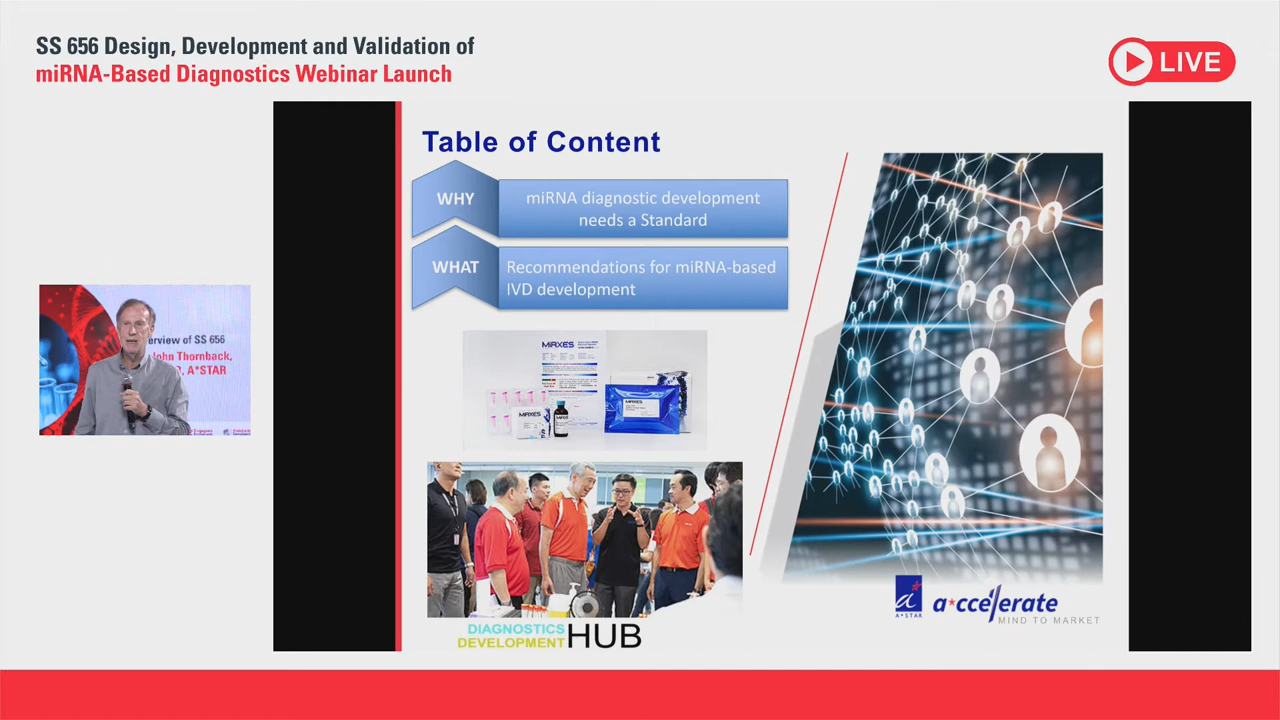 SS 656 Design, Development and Validation of
miRNA-Based Diagnostics Webinar Launch
LIVE
Table of Content
WHY
miRNA diagnostic development
needs a Standard
WHAT
Recommendations for miRNA-based
IVD development
erview of SS 656
John Thornback,
A*STAR
MiRXES
MiRXES
MiRXES
DIAGNOSTICS
DEVELOPMENT
HUB
A*STAR
a*ccelerate
MIND TO MARKET